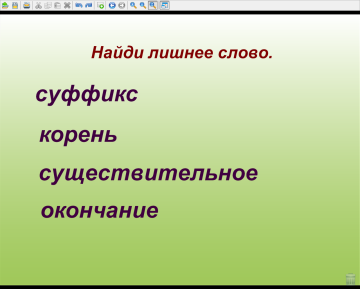 Найди лишнее слово.
суффикс
корень
существительное
окончание